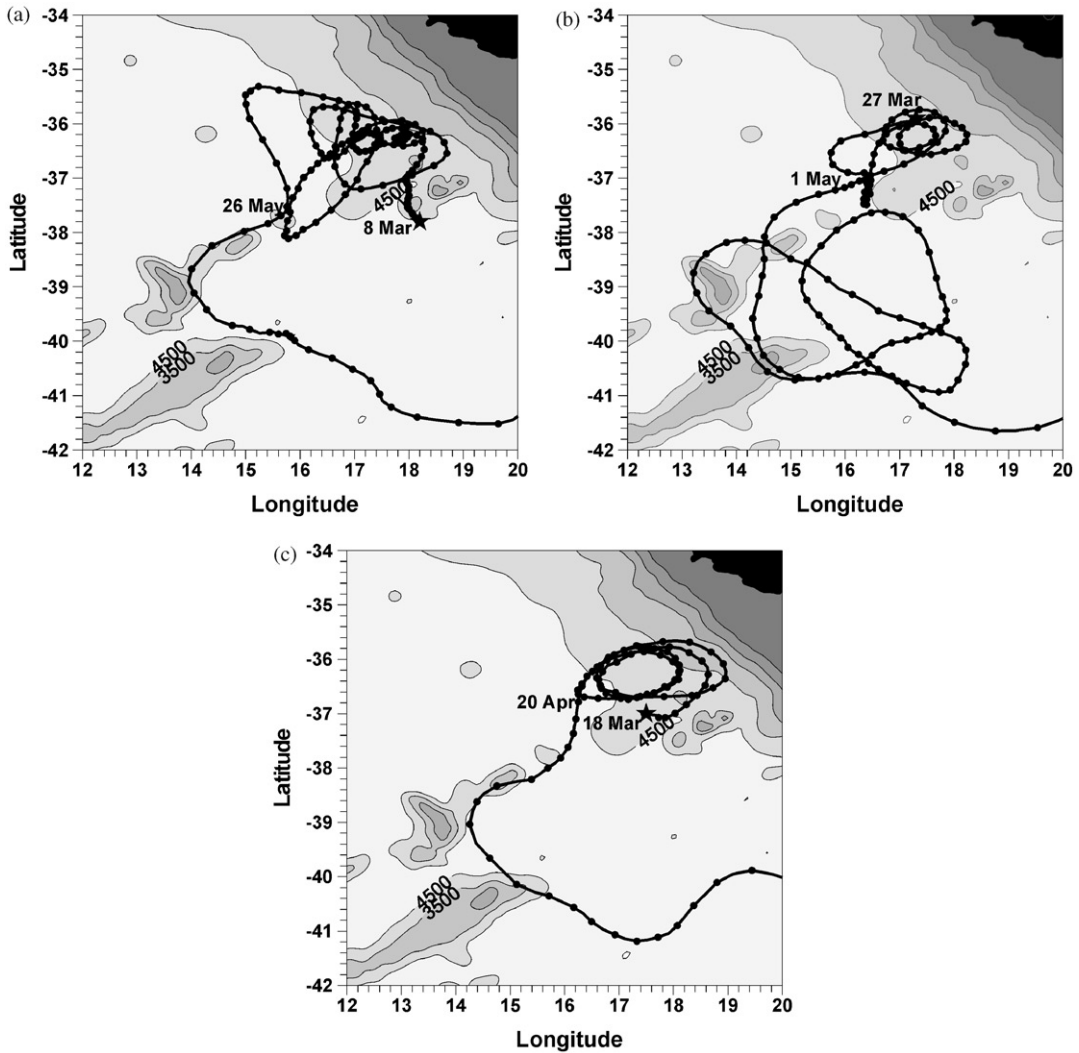 (a)
Latitude
-34
-35
-36
-37
-38
-39
-40
-41
-42
26 May
8 Mar
4500
4500
3500
12 13 14 15 16 17 18 19 20
Longitude
(b)
Latitude
-34
-35
-36
-37
-38
-39
-40
-41
-42
27 Mar
1 May
4500
4500
3500
12 13 14 15 16 17 18 19 20
Longitude
(c)
Latitude
-34
-35
-36
-37
-38
-39
-40
-41
-42
20 Apr
18 Mar
4500
4500
3500
12 13 14 15 16 17 18 19 20
Longitude